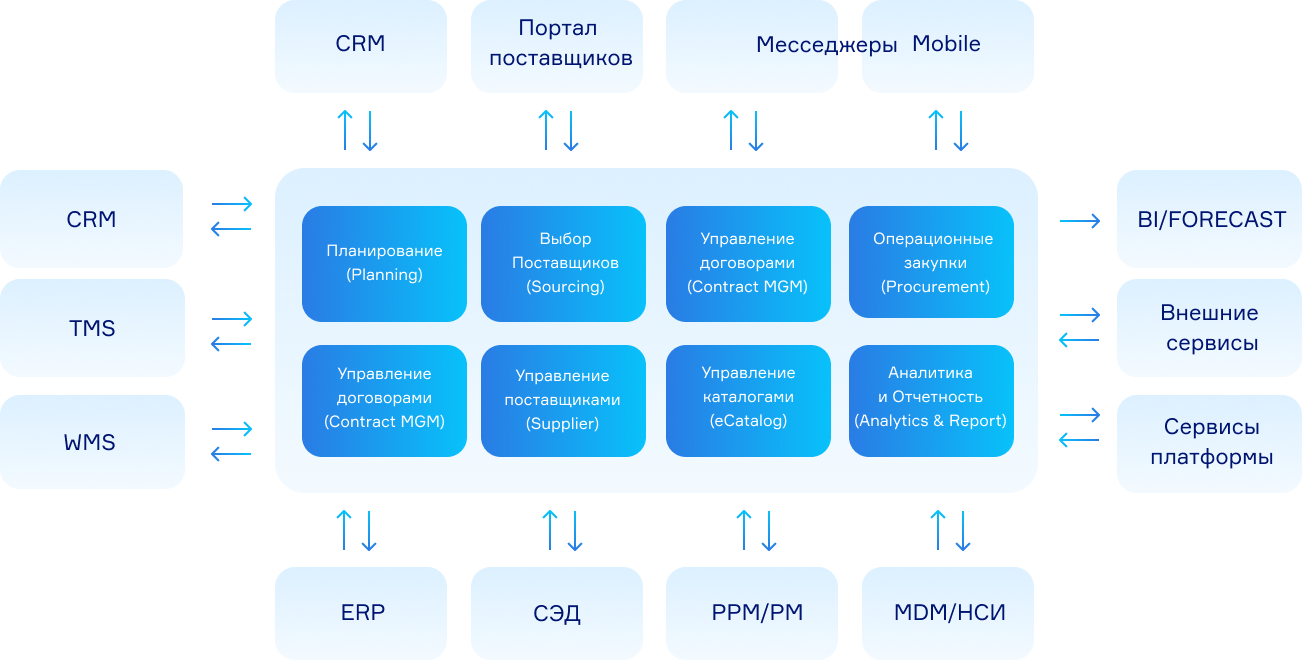 CRM
Портал
поставщиков
Месседжеры
Mobile
CRM
TMS
WMS
Планирование
(Planning)
Выбор
Поставщиков
(Sourcing)
Управление
договорами
(Contract MGM)
Операционные
закупки
(Procurement)
Управление
договорами
(Contract MGM)
Управление
поставщиками
(Supplier)
Управление
каталогами
(eCatalog)
Аналитика
и Отчетность
(Analytics & Report)
BI/FORECAST
Внешние
сервисы
Сервисы
платформы
ERP
СЭД
PPM/PM
MDM/НСИ